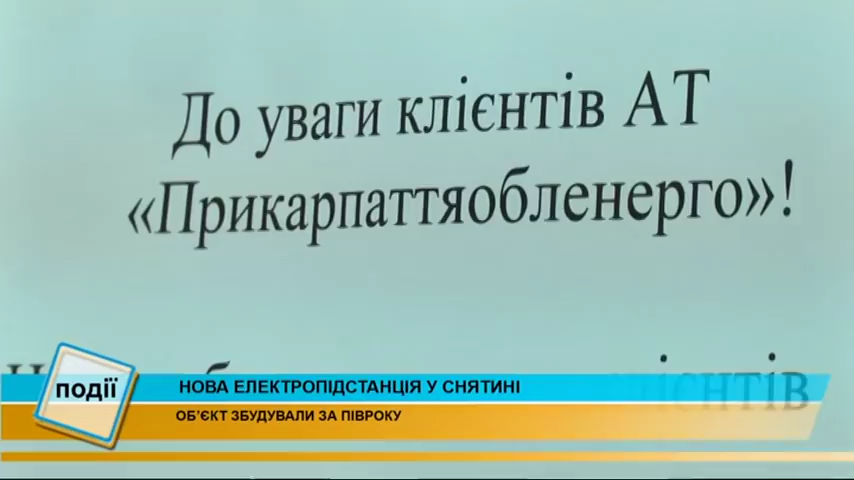 До уваги клієнтів АТ
«Прикарпаттяобленерго»!
ПОДІЇ
НОВА ЕЛЕКТРОПІДСТАНЦІЯ У СНЯТИНІ
ОБ'ЄКТ ЗБУДУВАЛИ ЗА ПІВРОКУ